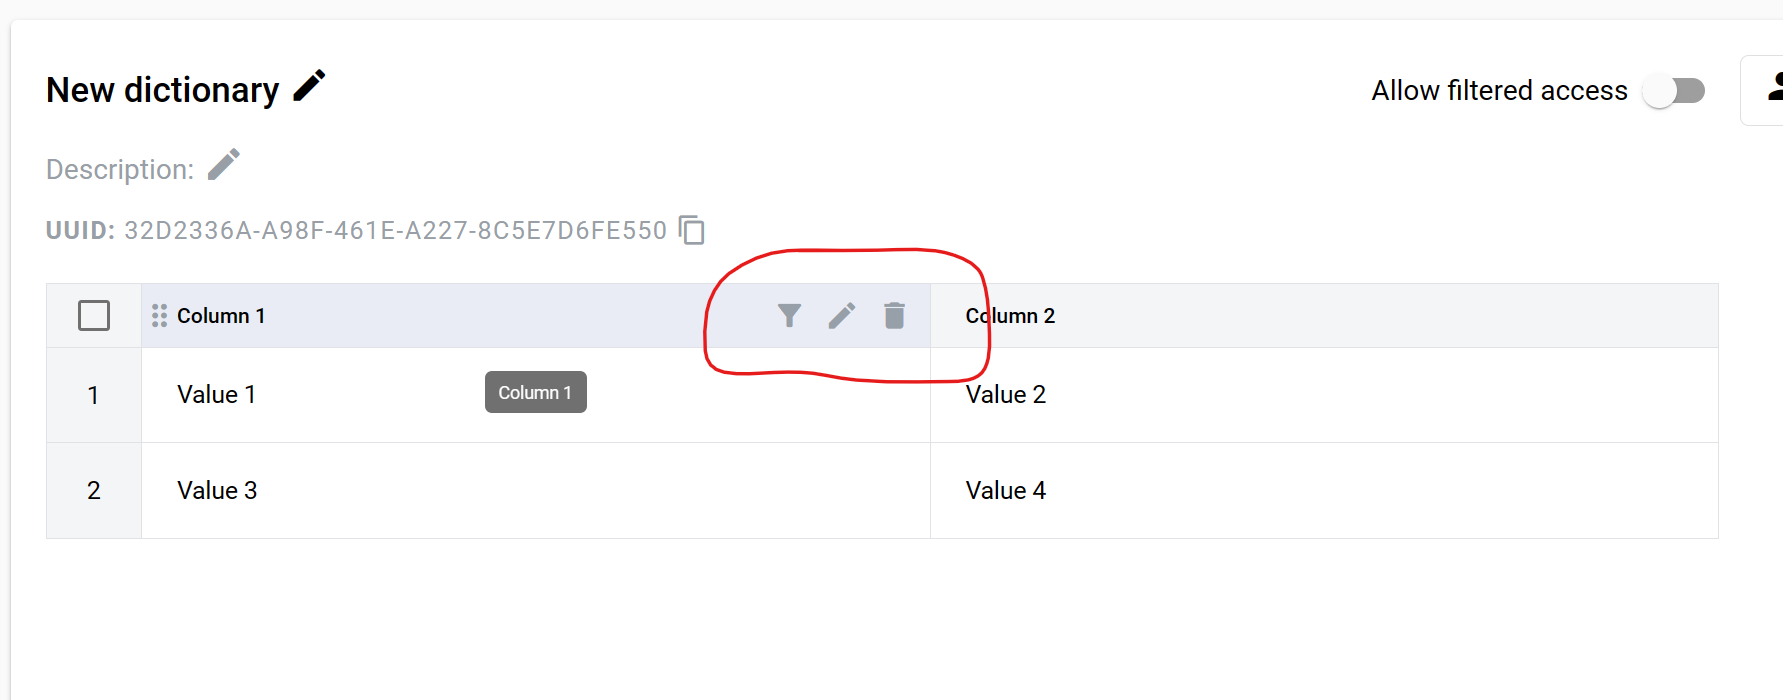 New dictionary
Allow filtered access
Description:
UUID: 32D2336A-A98F-461E-A227-8C5E7D6FE550
Column 1 Column 2
1 Value 1 Column 1 Value 2
2 Value 3 Value 4